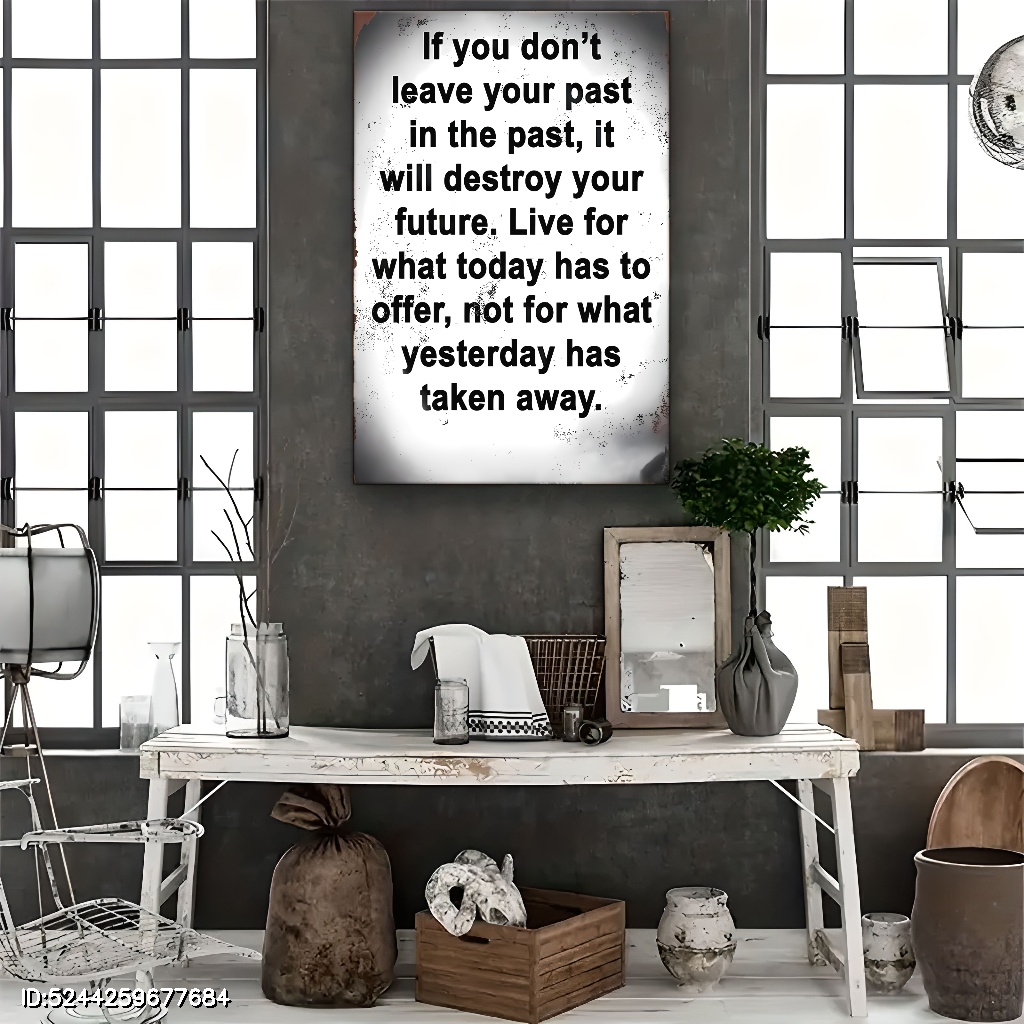 If you don’t
leave your past
in the past, it
will destroy your
future. Live for
what today has to
offer, not for what
yesterday has
taken away.
ID:5244259677684